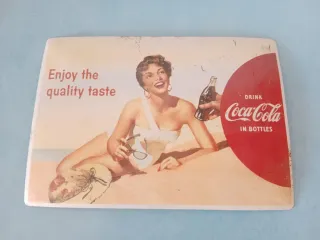 Enjoy the
quality taste
DRINK
Coca-Cola
IN BOTTLES